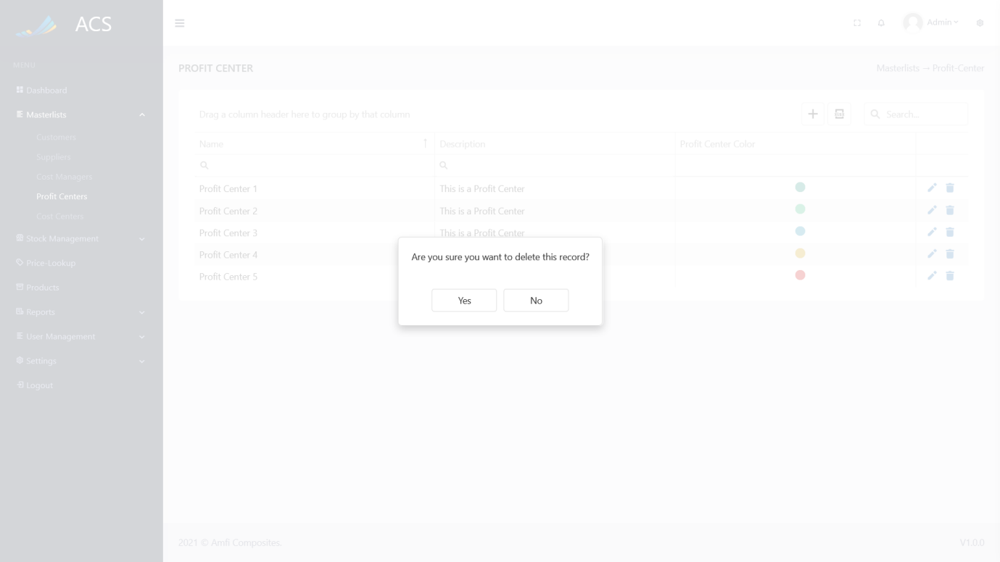 ACS
Admin
MENU
PROFIT CENTER
Masterlists → Profit-Center
Dashboard
Masterlists
Customers
Suppliers
Cost Managers
Profit Centers
Cost Centers
Stock Management
Price-Lookup
Products
Reports
User Management
Settings
Logout
Drag a column header here to group by that column
Search...
Name Description Profit Center Color
Profit Center 1 This is a Profit Center
Profit Center 2 This is a Profit Center
Profit Center 3 This is a Profit Center
Profit Center 4
Profit Center 5
Are you sure you want to delete this record?
Yes No
2021 © Amfi Composites. V1.0.0